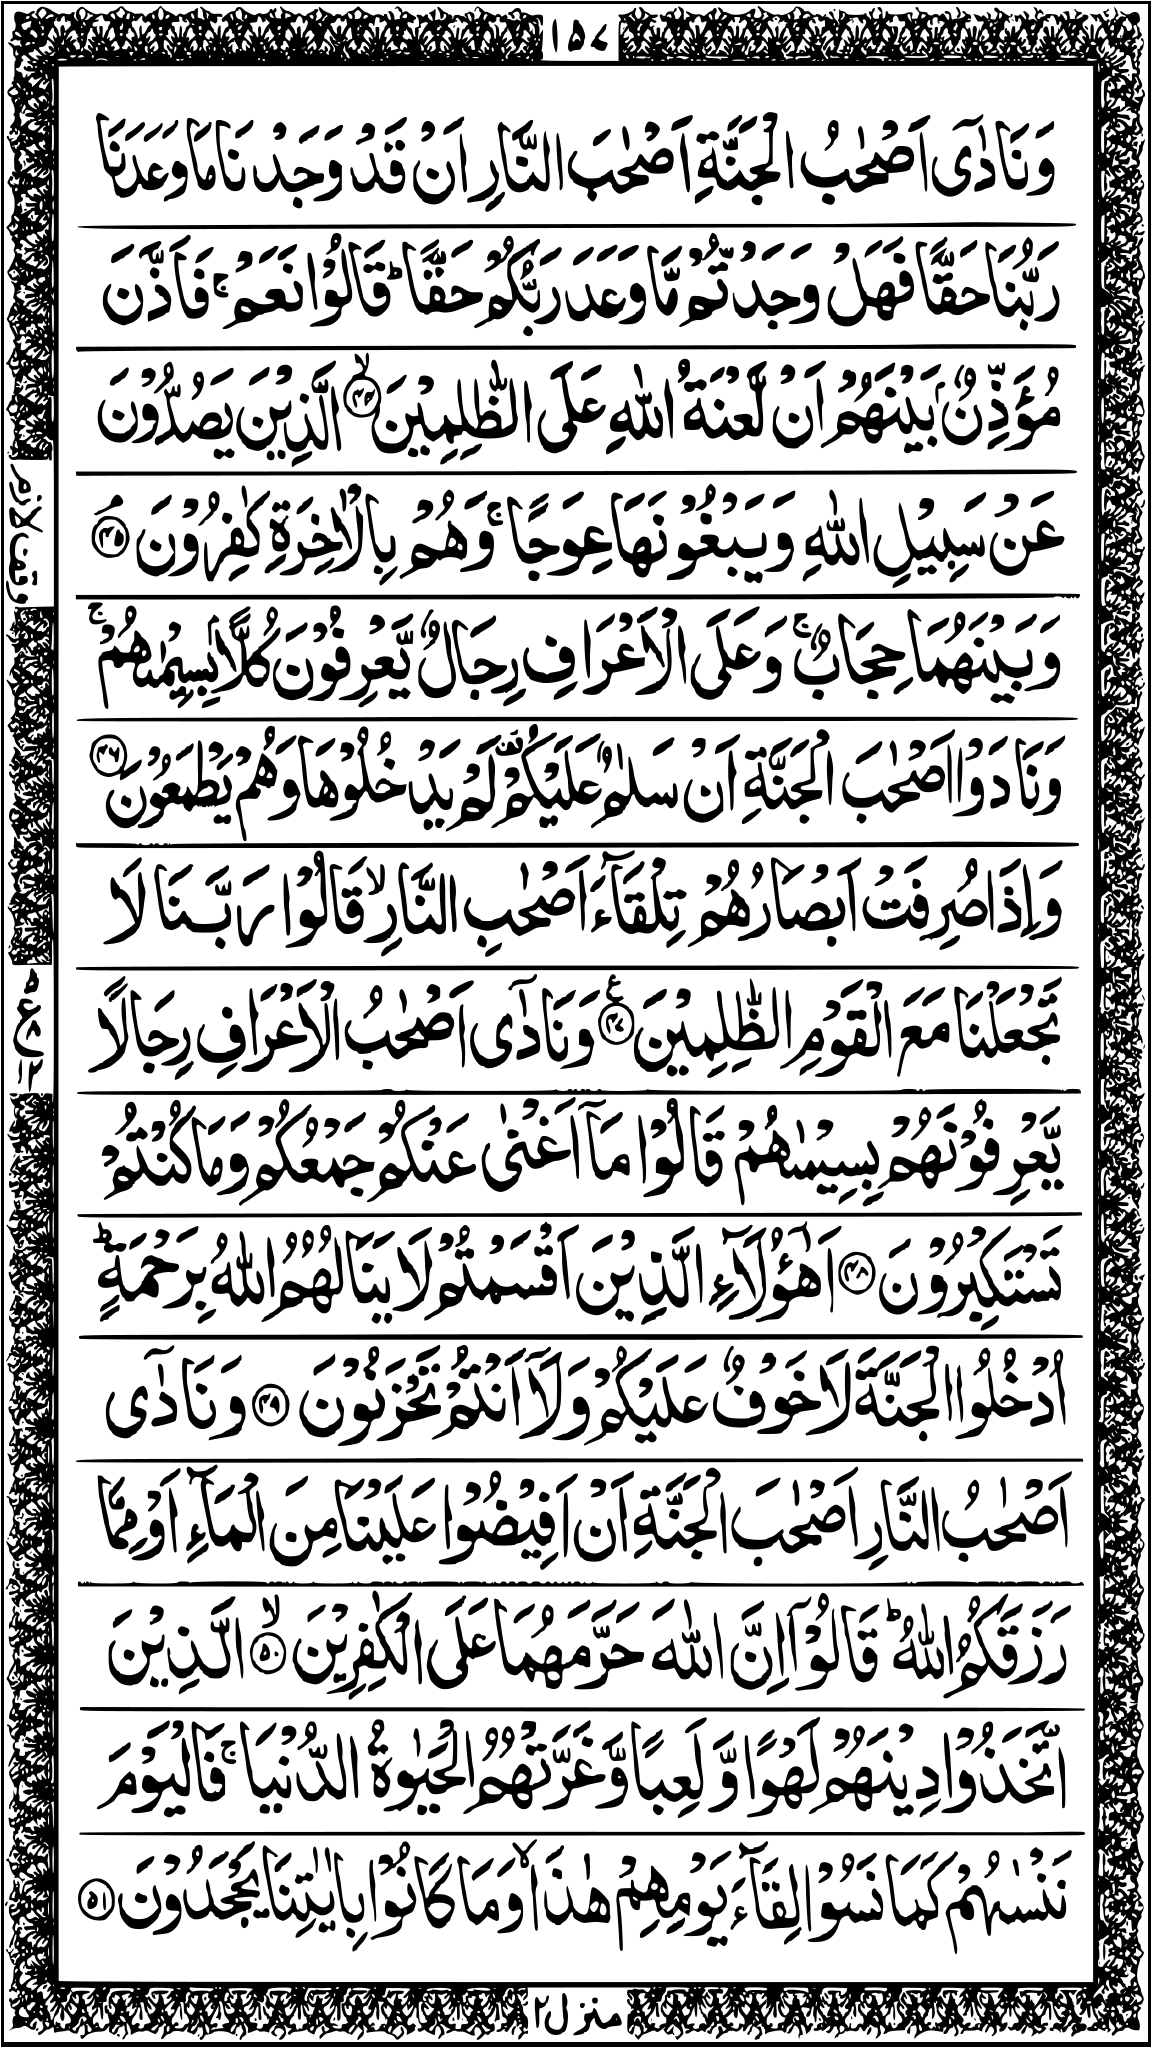 ١٥٧
وَنَادٰۤی اَصْحٰبُ الْجَنَّةِ اَصْحٰبَ النَّارِ اَنْ قَدْ وَجَدْنَا مَا وَعَدَنَا
رَبُّنَا حَقًّا فَهَلْ وَجَدْتُّمْ مَّا وَعَدَ رَبُّكُمْ حَقًّا ؕ قَالُوْا نَعَمْ ۚ فَاَذَّنَ
مُؤَذِّنٌۢ بَیْنَهُمْ اَنْ لَّعْنَةُ اللّٰهِ عَلَی الظّٰلِمِیْنَ ۙ﴿۴۴﴾ الَّذِیْنَ یَصُدُّوْنَ
عَنْ سَبِیْلِ اللّٰهِ وَیَبْغُوْنَهَا عِوَجًا ۚ وَهُمْ بِالْاٰخِرَةِ كٰفِرُوْنَ ۘ﴿۴۵﴾
وقف لازم
وَبَیْنَهُمَا حِجَابٌ ۚ وَعَلَی الْاَعْرَافِ رِجَالٌ یَّعْرِفُوْنَ كُلًّۢا بِسِیْمٰىهُمْ ۚ
وَنَادَوْا اَصْحٰبَ الْجَنَّةِ اَنْ سَلٰمٌ عَلَیْكُمْ ۫ لَمْ یَدْخُلُوْهَا وَهُمْ یَطْمَعُوْنَ ﴿۴۶﴾
وَاِذَا صُرِفَتْ اَبْصَارُهُمْ تِلْقَآءَ اَصْحٰبِ النَّارِ ۙ قَالُوْا رَبَّنَا لَا
تَجْعَلْنَا مَعَ الْقَوْمِ الظّٰلِمِیْنَ ﴿۴۷﴾ وَنَادٰۤی اَصْحٰبُ الْاَعْرَافِ رِجَالًا
یَّعْرِفُوْنَهُمْ بِسِیْمٰىهُمْ قَالُوْا مَاۤ اَغْنٰی عَنْكُمْ جَمْعُكُمْ وَمَا كُنْتُمْ
تَسْتَكْبِرُوْنَ ﴿۴۸﴾ اَهٰۤؤُلَآءِ الَّذِیْنَ اَقْسَمْتُمْ لَا یَنَالُهُمُ اللّٰهُ بِرَحْمَةٍ ؕ
اُدْخُلُوا الْجَنَّةَ لَا خَوْفٌ عَلَیْكُمْ وَلَاۤ اَنْتُمْ تَحْزَنُوْنَ ﴿۴۹﴾ وَنَادٰۤی
اَصْحٰبُ النَّارِ اَصْحٰبَ الْجَنَّةِ اَنْ اَفِیْضُوْا عَلَیْنَا مِنَ الْمَآءِ اَوْ مِمَّا
رَزَقَكُمُ اللّٰهُ ؕ قَالُوْۤا اِنَّ اللّٰهَ حَرَّمَهُمَا عَلَی الْكٰفِرِیْنَ ۙ﴿۵۰﴾ الَّذِیْنَ
اتَّخَذُوْا دِیْنَهُمْ لَهْوًا وَّ لَعِبًا وَّ غَرَّتْهُمُ الْحَیٰوةُ الدُّنْیَا ۚ فَالْیَوْمَ
نَنْسٰىهُمْ كَمَا نَسُوْا لِقَآءَ یَوْمِهِمْ هٰذَا ۙ وَمَا كَانُوْا بِاٰیٰتِنَا یَجْحَدُوْنَ ﴿۵۱﴾
منزل ٢